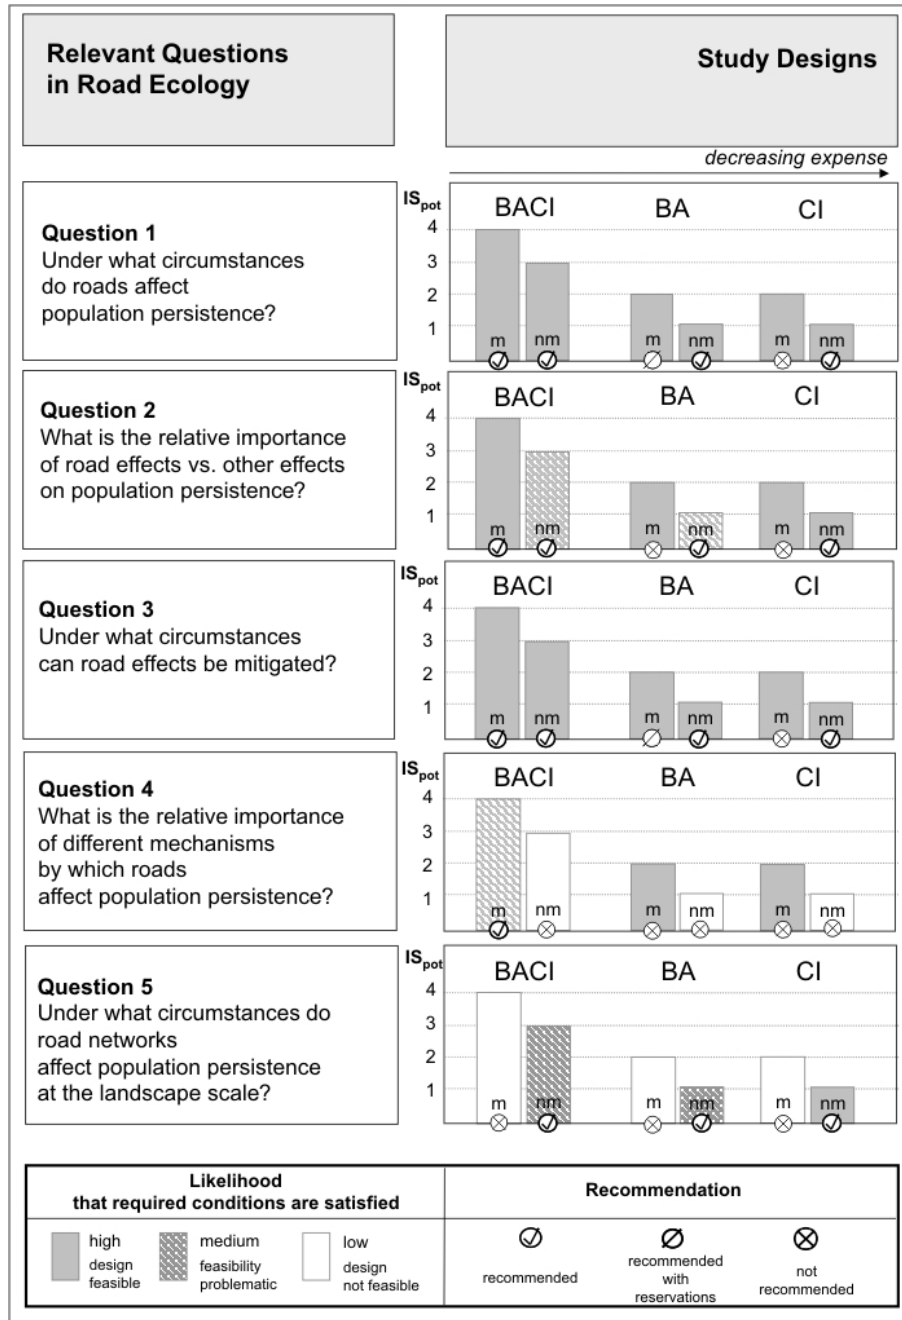 Relevant Questions
in Road Ecology
Study Designs
decreasing expense
Question 1
Under what circumstances
do roads affect
population persistence?
ISpot
4
3
2
1
BACI
BA
CI
m
nm
m
nm
m
nm
Question 2
What is the relative importance
of road effects vs. other effects
on population persistence?
ISpot
4
3
2
1
BACI
BA
CI
m
nm
m
nm
m
nm
Question 3
Under what circumstances
can road effects be mitigated?
ISpot
4
3
2
1
BACI
BA
CI
m
nm
m
nm
m
nm
Question 4
What is the relative importance
of different mechanisms
by which roads
affect population persistence?
ISpot
4
3
2
1
BACI
BA
CI
m
nm
m
nm
m
nm
Question 5
Under what circumstances do
road networks
affect population persistence
at the landscape scale?
ISpot
4
3
2
1
BACI
BA
CI
m
nm
m
nm
m
nm
Likelihood
that required conditions are satisfied
high
design
feasible
medium
feasibility
problematic
low
design
not feasible
Recommendation
recommended
recommended
with
reservations
not
recommended